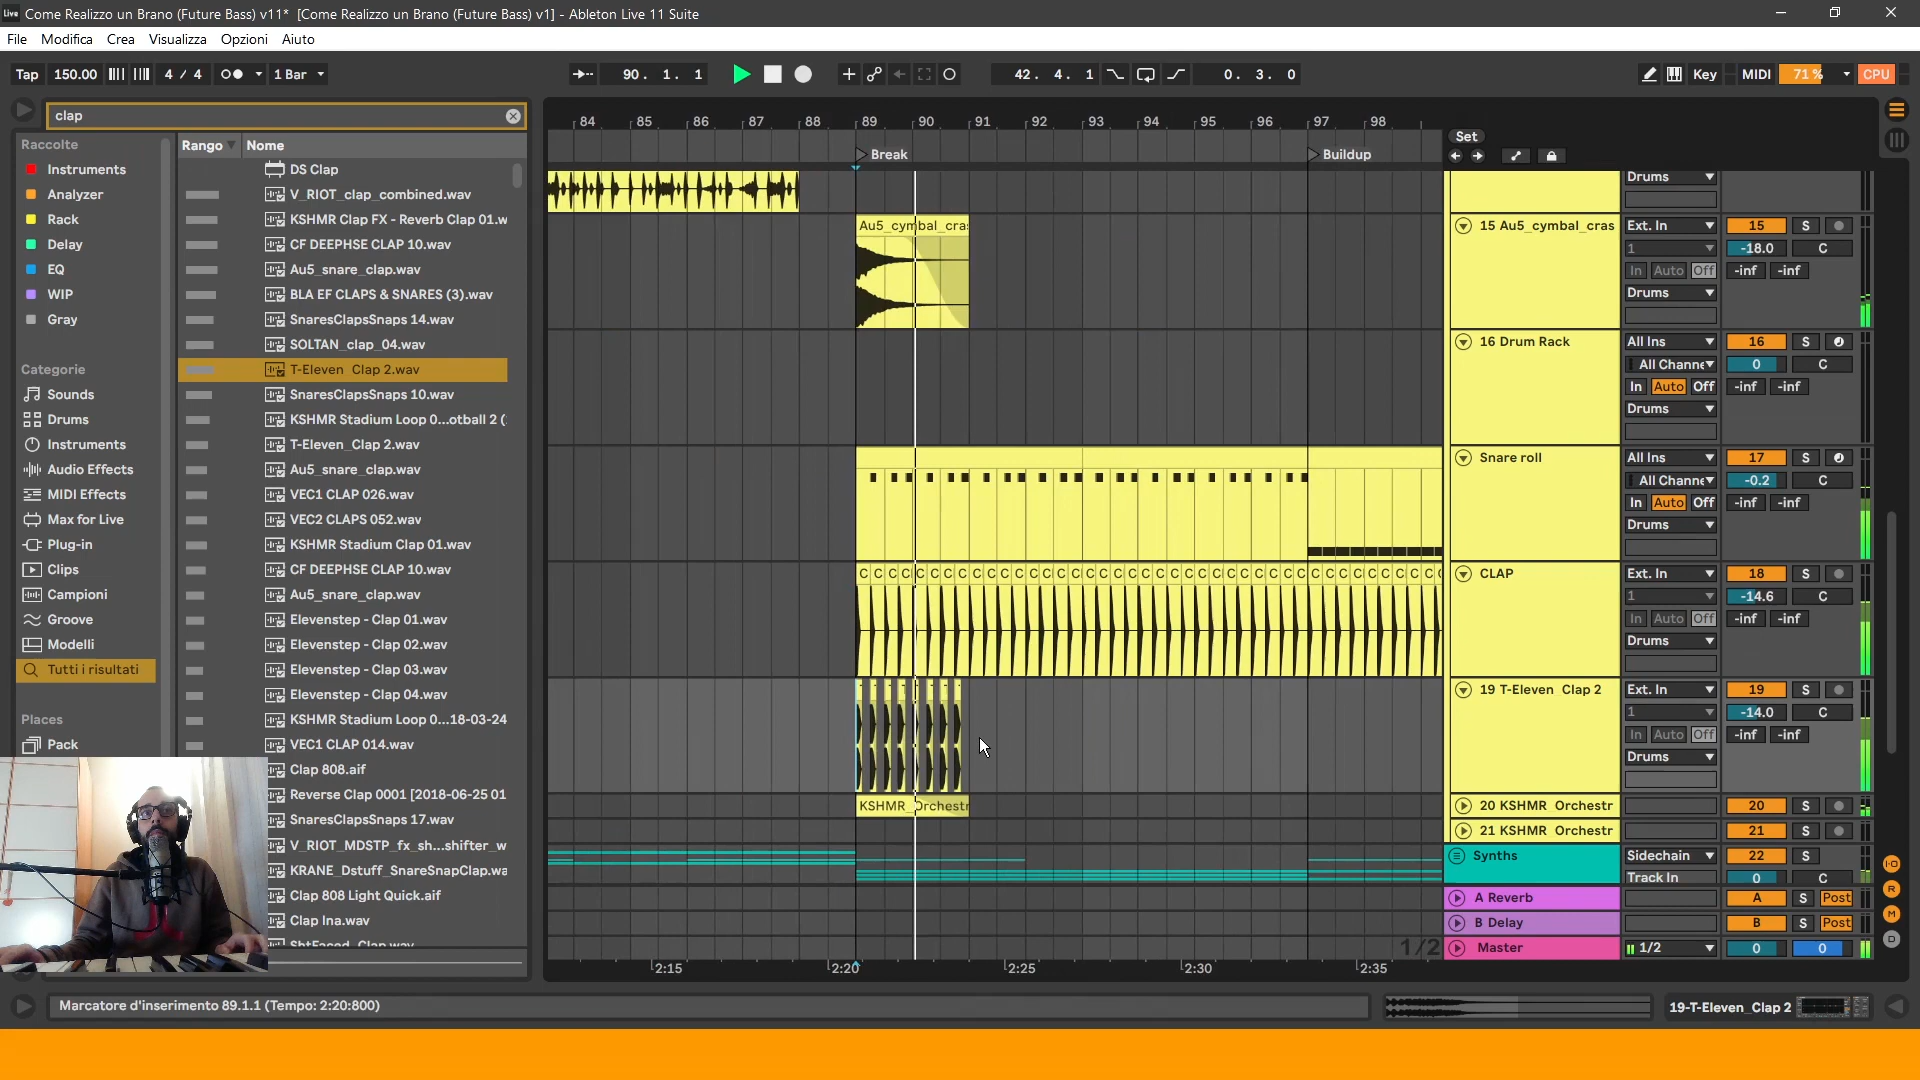 Live Come Realizzo un Brano (Future Bass) v11* [Come Realizzo un Brano (Future Bass) v1] - Ableton Live 11 Suite
File Modifica Crea Visualizza Opzioni Aiuto
Tap 150.00 4 / 4 1 Bar 90. 1. 1 42. 4. 1 0. 3. 0 Key MIDI 71 % CPU
clap
84 85 86 87 88 89 90 91 92 93 94 95 96 97 98
Set
Break Buildup
Raccolte
Instruments
Analyzer
Rack
Delay
EQ
WIP
Gray
Categorie
Sounds
Drums
Instruments
Audio Effects
MIDI Effects
Max for Live
Plug-in
Clips
Campioni
Groove
Modelli
Tutti i risultati
Places
Pack
Rango Nome
DS Clap
V_RIOT_clap_combined.wav
KSHMR Clap FX - Reverb Clap 01.w
CF DEEPHSE CLAP 10.wav
Au5_snare_clap.wav
BLA EF CLAPS & SNARES (3).wav
SnaresClapsSnaps 14.wav
SOLTAN_clap_04.wav
T-Eleven_Clap 2.wav
SnaresClapsSnaps 10.wav
KSHMR Stadium Loop 0...otball 2 (
T-Eleven_Clap 2.wav
Au5_snare_clap.wav
VEC1 CLAP 026.wav
VEC2 CLAPS 052.wav
KSHMR Stadium Clap 01.wav
CF DEEPHSE CLAP 10.wav
Au5_snare_clap.wav
Elevenstep - Clap 01.wav
Elevenstep - Clap 02.wav
Elevenstep - Clap 03.wav
Elevenstep - Clap 04.wav
KSHMR Stadium Loop 0...18-03-24
VEC1 CLAP 014.wav
Clap 808.aif
Reverse Clap 0001 [2018-06-25 01
SnaresClapsSnaps 17.wav
V_RIOT_MDSTP_fx_sh...shifter_w
KRANE_Dstuff_SnareSnapClap.wa
Clap 808 Light Quick.aif
Clap Ina.wav
ShtFaced_Clap.wav
Drums
Au5_cymbal_cras 15 Au5_cymbal_cras Ext. In 15 S
1 -18.0 C
In Auto Off -inf -inf
Drums
16 Drum Rack All Ins 16 S
All Channe 0 C
In Auto Off -inf -inf
Drums
Snare roll All Ins 17 S
All Channe -0.2 C
In Auto Off -inf -inf
Drums
C C C C C C C C C C C C C C C C C C C C C C C C C C C C C C C C C C C C C C C C C CLAP Ext. In 18 S
1 -14.6 C
In Auto Off -inf -inf
Drums
19 T-Eleven_Clap 2 Ext. In 19 S
1 -14.0 C
In Auto Off -inf -inf
Drums
KSHMR_Orchestr 20 KSHMR_Orchestr 20 S
21 KSHMR_Orchestr 21 S
Synths Sidechain 22 S
Track In 0 C
A Reverb A S Post
B Delay B S Post
1/2 Master 1/2 0 0
2:15 2:20 2:25 2:30 2:35
I-O
R
M
D
Marcatore d'inserimento 89.1.1 (Tempo: 2:20:800) 19-T-Eleven_Clap 2